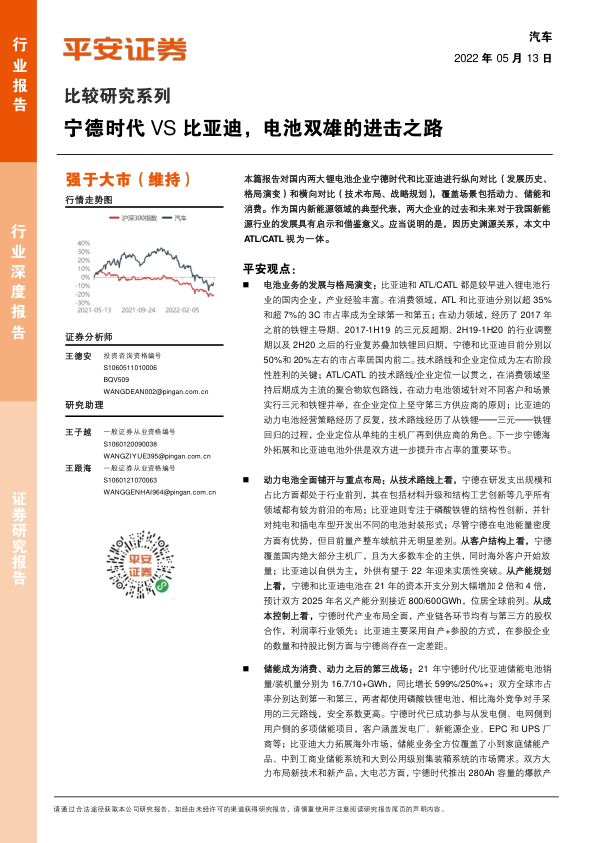 行业报告
行业深度报告
证券研究报告
平安证券
汽车
2022 年 05 月 13 日
比较研究系列
宁德时代 VS 比亚迪，电池双雄的进击之路
强于大市（维持）
行情走势图
沪深300指数 汽车
40%
30%
20%
10%
0%
-10%
-20%
-30%
2021-05-13 2021-09-24 2022-02-05
证券分析师
王德安 投资咨询资格编号
S1060511010006
BQV509
WANGDEAN002@pingan.com.cn
研究助理
王子越 一般证券从业资格编号
S1060120090038
WANGZIYUE395@pingan.com.cn
王跟海 一般证券从业资格编号
S1060121070063
WANGGENHAI964@pingan.com.cn
平安证券
本篇报告对国内两大锂电池企业宁德时代和比亚迪进行纵向对比（发展历史、
格局演变）和横向对比（技术布局、战略规划），覆盖场景包括动力、储能和
消费。作为国内新能源领域的典型代表，两大企业的过去和未来对于我国新能
源行业的发展具有启示和借鉴意义。应当说明的是，因历史渊源关系，本文中
ATL/CATL 视为一体。
平安观点：
■ 电池业务的发展与格局演变：比亚迪和 ATL/CATL 都是较早进入锂电池行
业的国内企业，产业经验丰富。在消费领域，ATL 和比亚迪分别以超 35%
和超 7%的 3C 市占率成为全球第一和第五；在动力领域，经历了 2017 年
之前的铁锂主导期、2017-1H19 的三元反超期、2H19-1H20 的行业调整
期以及 2H20 之后的行业复苏叠加铁锂回归期，宁德和比亚迪目前分别以
50%和 20%左右的市占率居国内前二。技术路线和企业定位成为左右阶段
性胜利的关键；ATL/CATL 的技术路线/企业定位一以贯之，在消费领域坚
持后期成为主流的聚合物软包路线，在动力电池领域针对不同客户和场景
实行三元和铁锂并举，在企业定位上坚守第三方供应商的原则；比亚迪的
动力电池经营策略经历了反复，技术路线经历了从铁锂——三元——铁锂
回归的过程，企业定位从单纯的主机厂再到供应商的角色。下一步宁德海
外拓展和比亚迪电池外供是双方进一步提升市占率的重要环节。
■ 动力电池全面铺开与重点布局：从技术路线上看，宁德在研发支出规模和
占比方面都处于行业前列，其在包括材料升级和结构工艺创新等几乎所有
领域都有较为前沿的布局；比亚迪则专注于磷酸铁锂的结构性创新，并针
对纯电和插电车型开发出不同的电池封装形式；尽管宁德在电池能量密度
方面有优势，但目前量产整车续航并无明显差别。从客户结构上看，宁德
覆盖国内绝大部分主机厂，且为大多数车企的主供，同时海外客户开始放
量；比亚迪以自供为主，外供有望于 22 年迎来实质性突破。从产能规划
上看，宁德和比亚迪电池在 21 年的资本开支分别大幅增加 2 倍和 4 倍，
预计双方 2025 年名义产能分别接近 800/600GWh，位居全球前列。从成
本控制上看，宁德时代产业布局全面，产业链各环节均有与第三方的股权
合作，利润率行业领先；比亚迪主要采用自产+参股的方式，在参股企业
的数量和持股比例方面与宁德尚存在一定差距。
■ 储能成为消费、动力之后的第三战场：21 年宁德时代/比亚迪储能电池销
量/装机量分别为 16.7/10+GWh，同比增长 599%/250%+；双方全球市占
率分别达到第一和第三，两者都使用磷酸铁锂电池，相比海外竞争对手采
用的三元路线，安全系数更高。宁德时代已成功参与从发电侧、电网侧到
用户侧的多项储能项目，客户涵盖发电厂、新能源企业、EPC 和 UPS 厂
商等；比亚迪大力拓展海外市场，储能业务全方位覆盖了小到家庭储能产
品、中到工商业储能系统和大到公用级别集装箱系统的市场需求。双方大
力布局新技术和新产品，大电芯方面，宁德时代推出 280Ah 容量的爆款产
请通过合法途径获取本公司研究报告，如经由未经许可的渠道获得研究报告，请慎重使用并注意阅读研究报告尾页的声明内容。